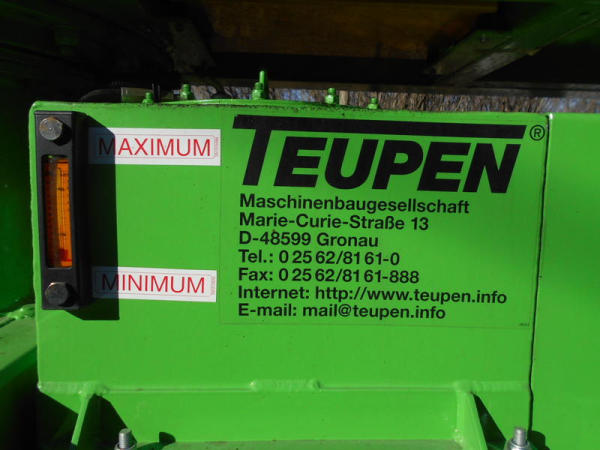 MAXIMUM
TEUPEN®
Maschinenbaugesellschaft
Marie-Curie-Straße 13
D-48599 Gronau
Tel.: 0 25 62/81 61-0
Fax: 0 25 62/81 61-888
Internet: http://www.teupen.info
E-mail: mail@teupen.info
MINIMUM